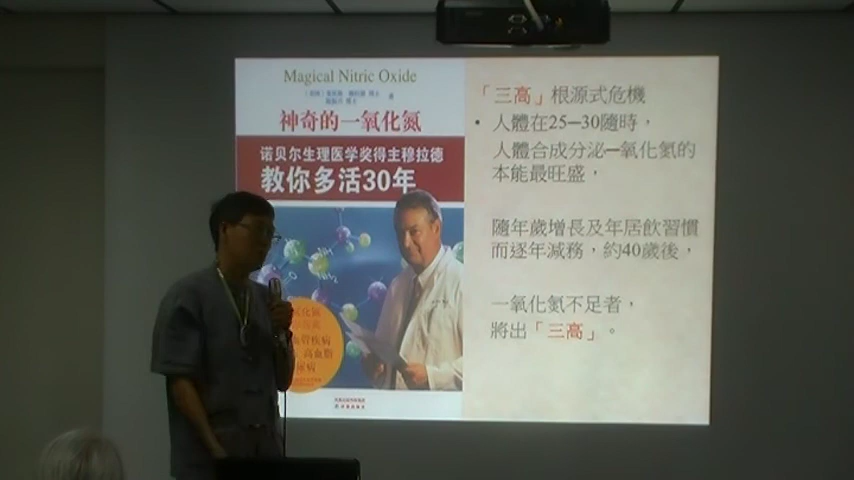 Magical Nitric Oxide
神奇的一氧化氮
诺贝尔生理医学奖得主穆拉德
教你多活30年
「三高」根源式危機
• 人體在25─30隨時，
人體合成分泌一氧化氮的
本能最旺盛，
隨年歲增長及年居飲習慣
而逐年減務，約40歲後，
一氧化氮不足者，
將出「三高」。